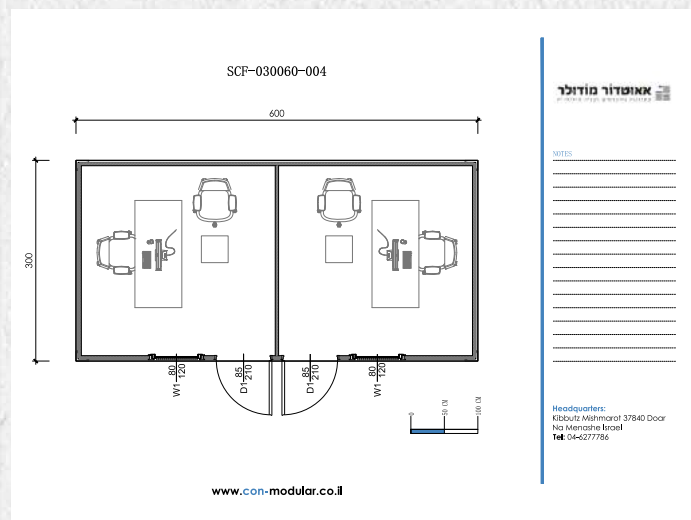 SCF-030060-004
600
300
80
120
W1
85
210
D1
85
210
D1
80
120
W1
0
50 CM
100 CM
www.con-modular.co.il
אאוטדור מודולר
NOTES
Headquarters:
Kibbutz Mishmarot 37840 Doar
Na Menashe Israel
Tel: 04-6277786